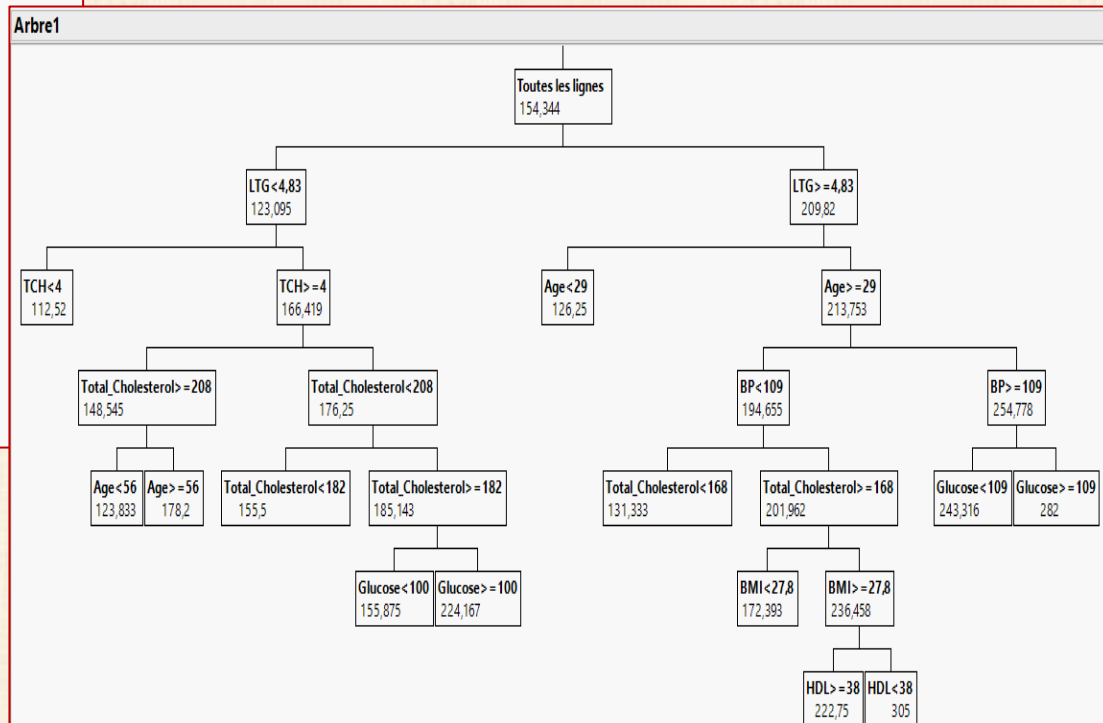 Arbre1
Toutes les lignes
154,344
LTG<4,83
123,095
LTG>=4,83
209,82
TCH<4
112,52
TCH>=4
166,419
Age<29
126,25
Age>=29
213,753
Total_Cholesterol>=208
148,545
Total_Cholesterol<208
176,25
BP<109
194,655
BP>=109
254,778
Age<56
123,833
Age>=56
178,2
Total_Cholesterol<182
155,5
Total_Cholesterol>=182
185,143
Total_Cholesterol<168
131,333
Total_Cholesterol>=168
201,962
Glucose<109
243,316
Glucose>=109
282
Glucose<100
155,875
Glucose>=100
224,167
BMI<27,8
172,393
BMI>=27,8
236,458
HDL>=38
222,75
HDL<38
305